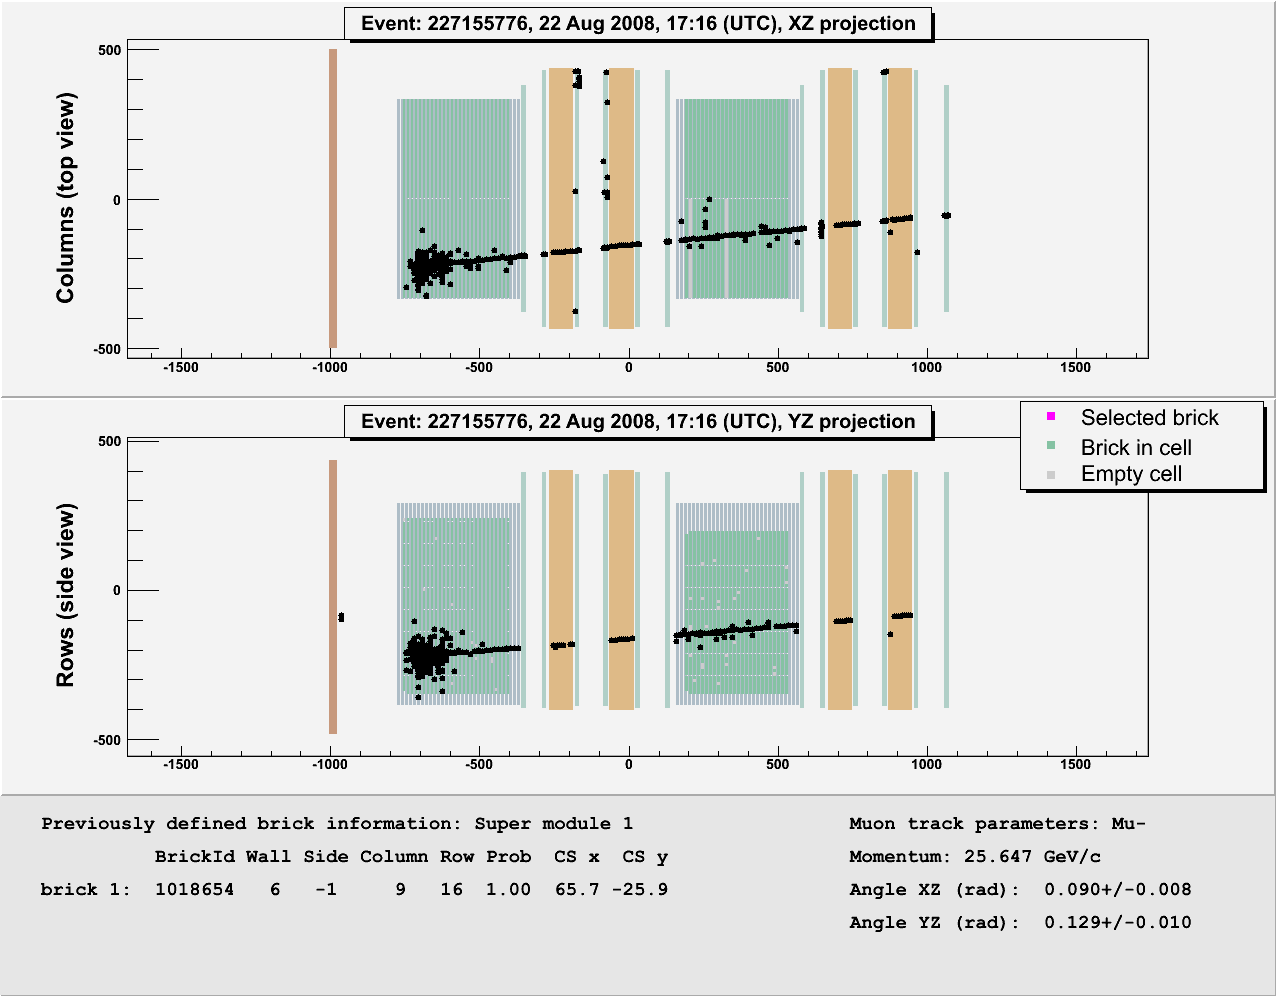 Event: 227155776, 22 Aug 2008, 17:16 (UTC), XZ projection
Columns (top view)
500
0
-500
-1500 -1000 -500 0 500 1000 1500
Event: 227155776, 22 Aug 2008, 17:16 (UTC), YZ projection
Selected brick
Brick in cell
Empty cell
Rows (side view)
500
0
-500
-1500 -1000 -500 0 500 1000 1500
Previously defined brick information: Super module 1
BrickId Wall Side Column Row Prob CS x CS y
brick 1: 1018654 6 -1 9 16 1.00 65.7 -25.9
Muon track parameters: Mu-
Momentum: 25.647 GeV/c
Angle XZ (rad): 0.090+/-0.008
Angle YZ (rad): 0.129+/-0.010